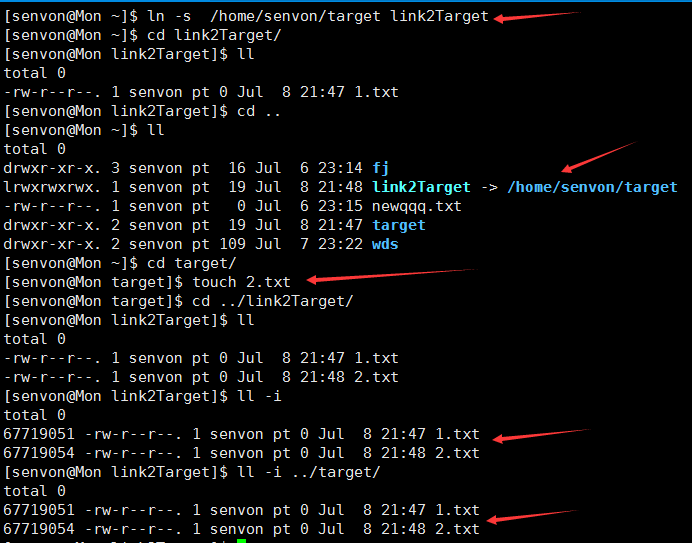 [senvon@Mon ~]$ ln -s  /home/senvon/target link2Target
[senvon@Mon ~]$ cd link2Target/
[senvon@Mon link2Target]$ ll
total 0
-rw-r--r--. 1 senvon pt 0 Jul  8 21:47 1.txt
[senvon@Mon link2Target]$ cd ..
[senvon@Mon ~]$ ll
total 0
drwxr-xr-x. 3 senvon pt  16 Jul  6 23:14 fj
lrwxrwxrwx. 1 senvon pt  19 Jul  8 21:48 link2Target -> /home/senvon/target
-rw-r--r--. 1 senvon pt   0 Jul  6 23:15 newqqq.txt
drwxr-xr-x. 2 senvon pt  19 Jul  8 21:47 target
drwxr-xr-x. 2 senvon pt 109 Jul  7 23:22 wds
[senvon@Mon ~]$ cd target/
[senvon@Mon target]$ touch 2.txt
[senvon@Mon target]$ cd ../link2Target/
[senvon@Mon link2Target]$ ll
total 0
-rw-r--r--. 1 senvon pt 0 Jul  8 21:47 1.txt
-rw-r--r--. 1 senvon pt 0 Jul  8 21:48 2.txt
[senvon@Mon link2Target]$ ll -i
total 0
67719051 -rw-r--r--. 1 senvon pt 0 Jul  8 21:47 1.txt
67719054 -rw-r--r--. 1 senvon pt 0 Jul  8 21:48 2.txt
[senvon@Mon link2Target]$ ll -i ../target/
total 0
67719051 -rw-r--r--. 1 senvon pt 0 Jul  8 21:47 1.txt
67719054 -rw-r--r--. 1 senvon pt 0 Jul  8 21:48 2.txt